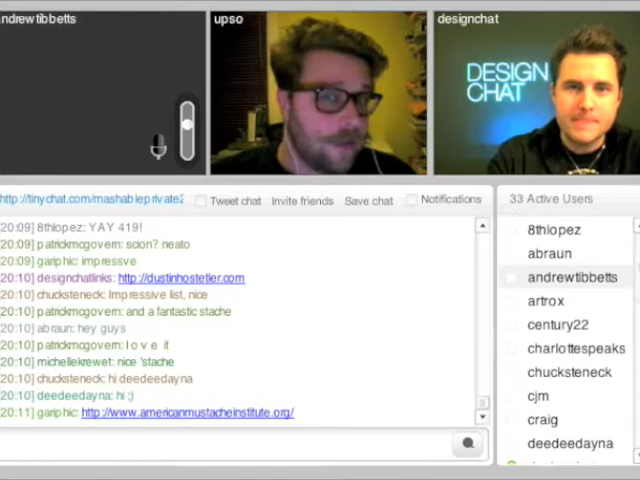 andrewtibbetts
upso
designchat
DESIGN
CHAT
http://tinychat.com/mashableprivate2
Tweet chat
Invite friends
Save chat
Notifications
33 Active Users
[20:09] 8thlopez: YAY 419!
[20:09] patrickmcgovern: scion? neato
[20:09] gariphic: impressve
[20:10] designchatlinks: http://dustinhostetler.com
[20:10] chucksteneck: Impressive list, nice
[20:10] patrickmcgovern: and a fantastic stache
[20:10] abraun: hey guys
[20:10] patrickmcgovern: l o v e  it
[20:10] michellekrewet: nice 'stache
[20:10] chucksteneck: hi deedeedayna
[20:10] deedeedayna: hi ;)
[20:11] gariphic: http://www.americanmustacheinstitute.org/
8thlopez
abraun
andrewtibbetts
artrox
century22
charlottespeaks
chucksteneck
cjm
craig
deedeedayna